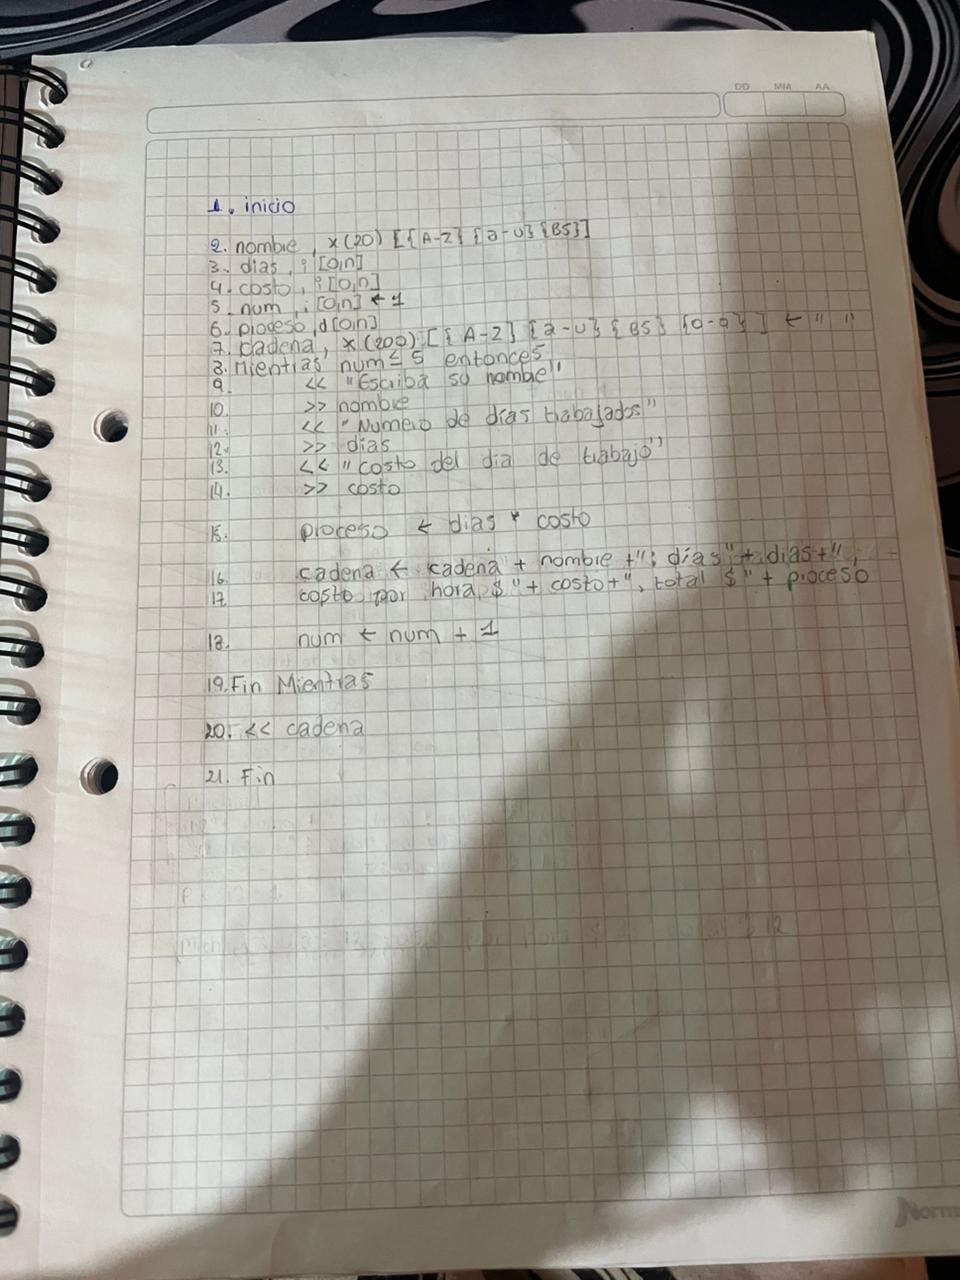 DD MM AA
1. inicio
2. nombre, x(20) [{A-Z} {a-u} {BS}]
3. dias, i [0,n]
4. costo, i [0,n]
5. num, i [0,n] ← 1
6. proceso, d[0,n]
7. cadena, x(200) [{A-Z} {a-u} {BS} {0-9}] ← " "
8. Mientras num ≤ 5 entonces
9. << "Escriba su nombe"
10. >> nombre
11. << "Numero de días trabajados"
12. >> dias
13. << "costo del dia de trabajo"
14. >> costo
15. proceso ← dias * costo
16. cadena ← cadena + nombre + ": días" + dias + ",
17. costo por hora $" + costo + ", total $" + proceso
18. num ← num + 1
19. Fin Mientras
20. << cadena
21. Fin
Norma